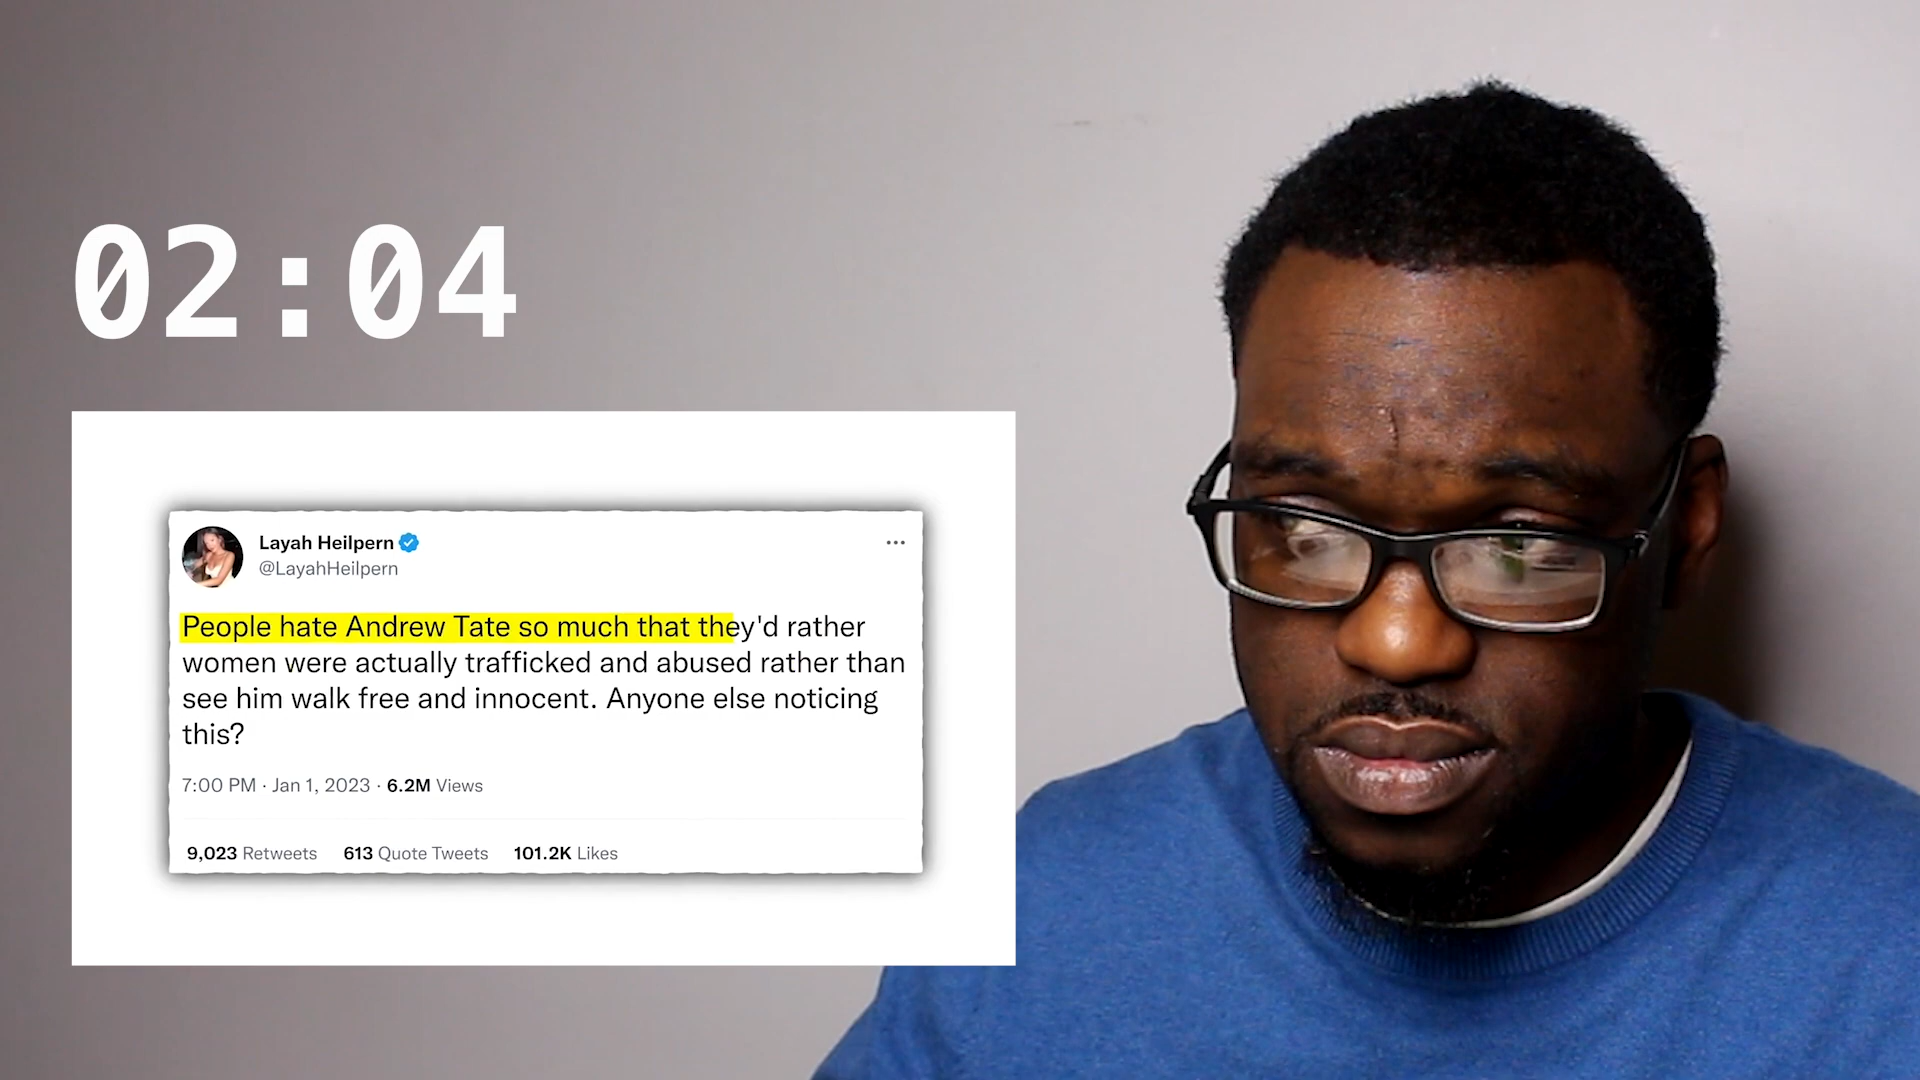 02:04
Layah Heilpern
@LayahHeilpern
People hate Andrew Tate so much that they'd rather
women were actually trafficked and abused rather than
see him walk free and innocent. Anyone else noticing
this?
7:00 PM · Jan 1, 2023 · 6.2M Views
9,023 Retweets 613 Quote Tweets 101.2K Likes